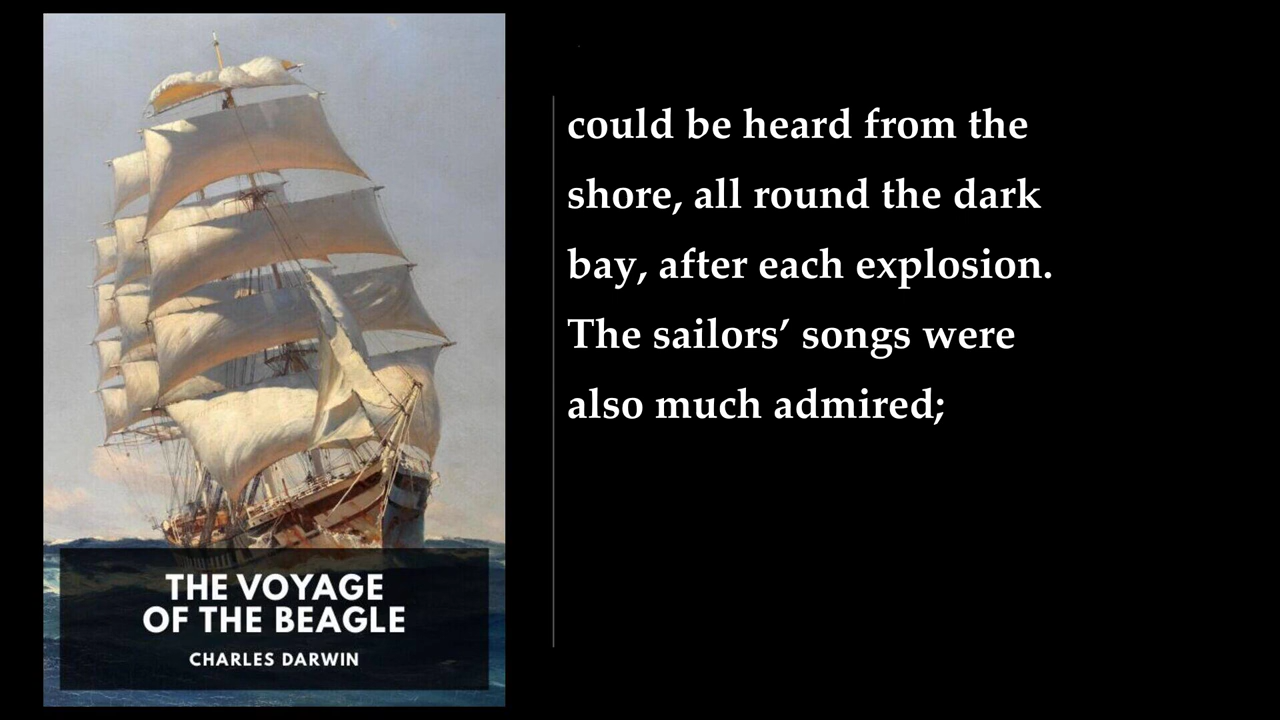 could be heard from the
shore, all round the dark
bay, after each explosion.
The sailors’ songs were
also much admired;
THE VOYAGE
OF THE BEAGLE
CHARLES DARWIN